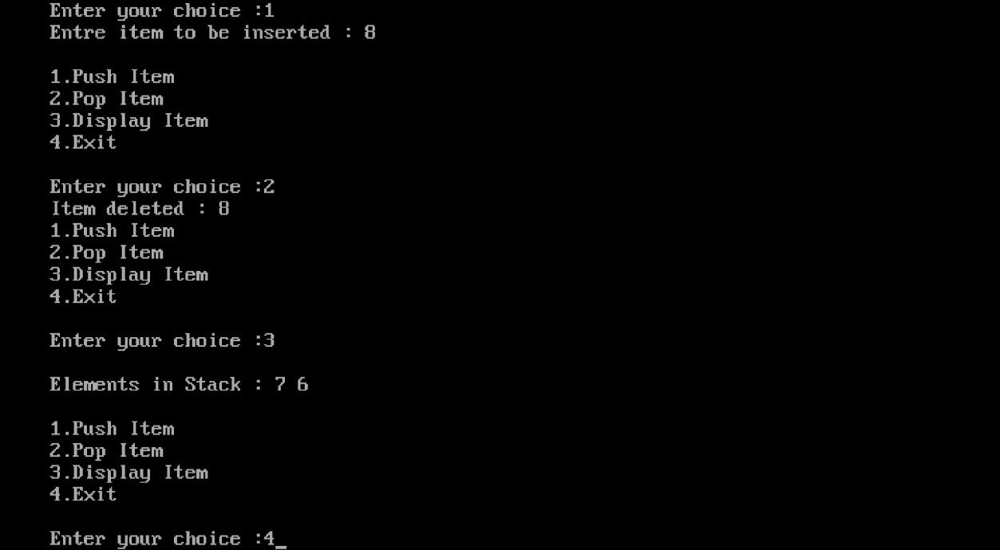 Enter your choice :1
Entre item to be inserted : 8
1.Push Item
2.Pop Item
3.Display Item
4.Exit
Enter your choice :2
Item deleted : 8
1.Push Item
2.Pop Item
3.Display Item
4.Exit
Enter your choice :3
Elements in Stack : 7 6
1.Push Item
2.Pop Item
3.Display Item
4.Exit
Enter your choice :4_